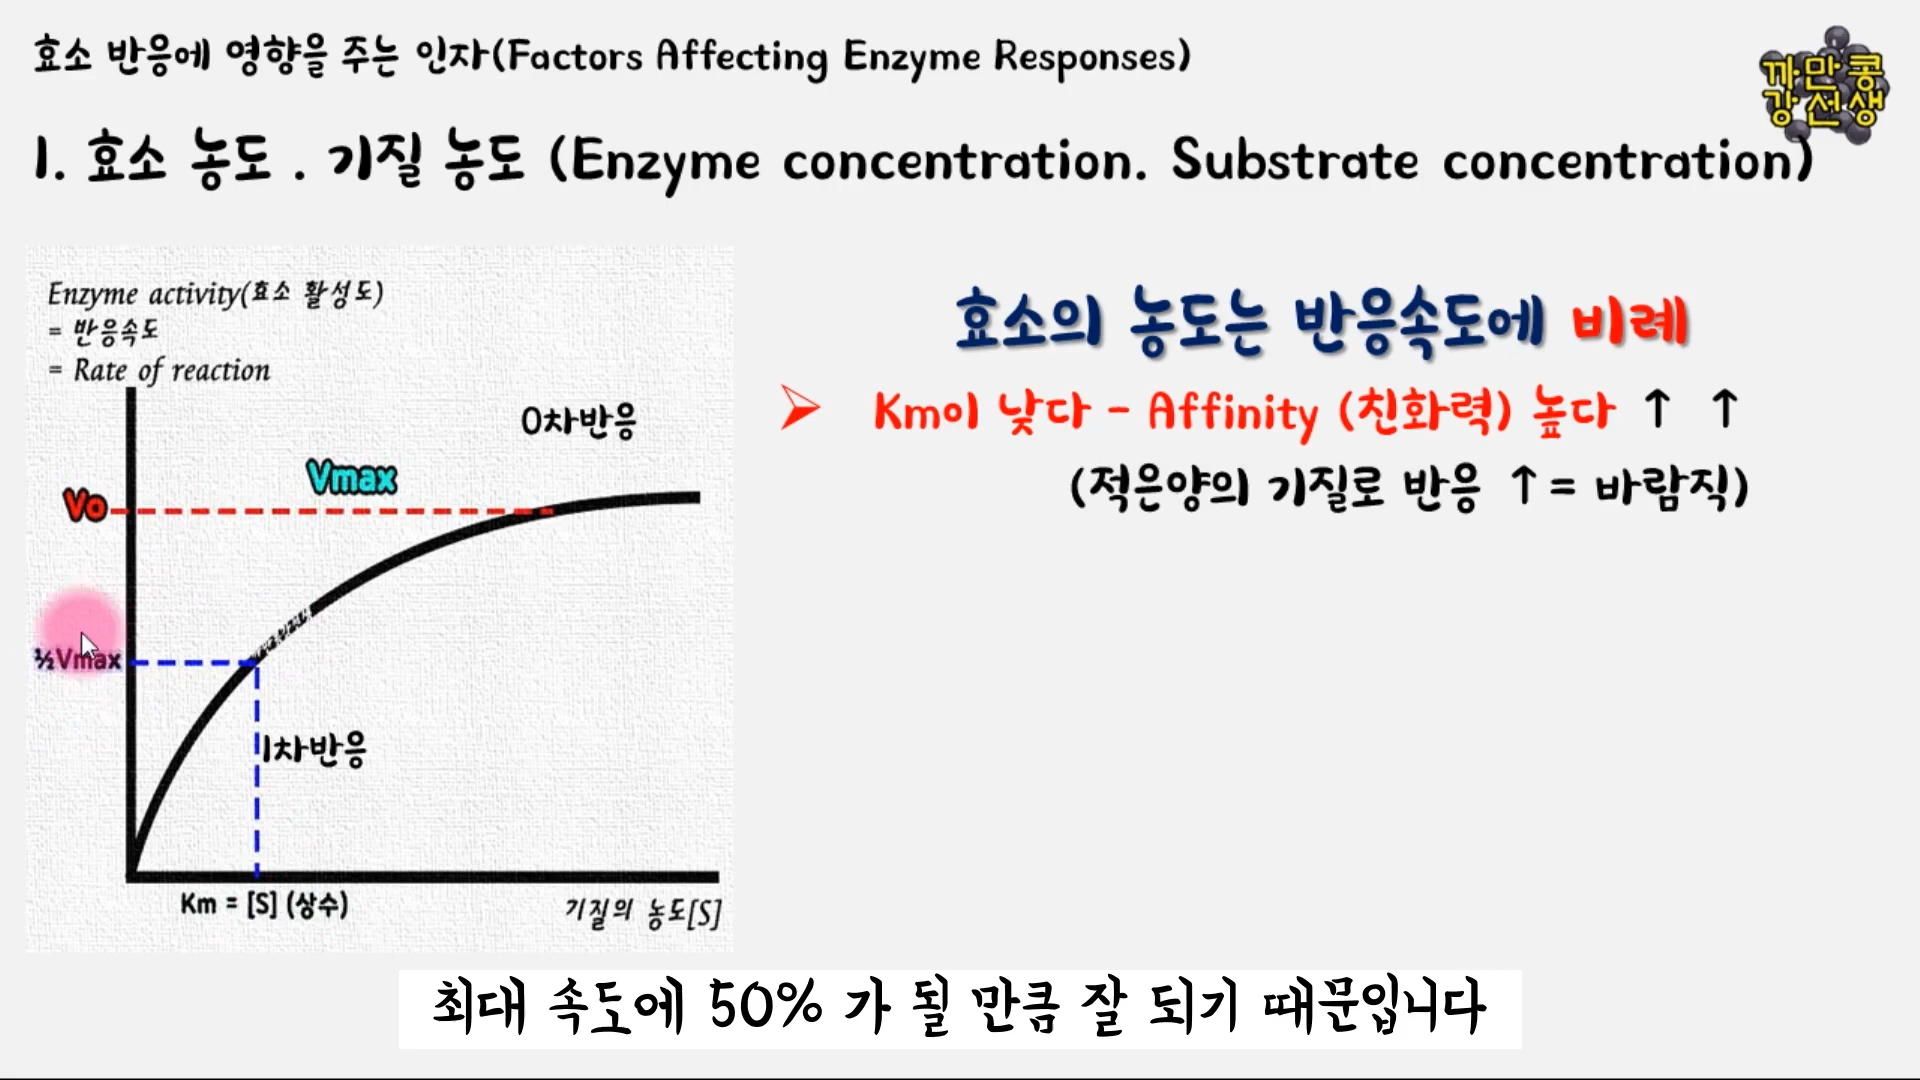 효소 반응에 영향을 주는 인자(Factors Affecting Enzyme Responses)
까만콩
강선생
1. 효소 농도 . 기질 농도 (Enzyme concentration. Substrate concentration)
Enzyme activity(효소 활성도)
= 반응속도
= Rate of reaction
0차반응
Vmax
Vo
½Vmax
1차반응
Km = [S] (상수)
기질의 농도[S]
효소의 농도는 반응속도에 비례
➢ Km이 낮다 - Affinity (친화력) 높다 ↑ ↑
(적은양의 기질로 반응 ↑ = 바람직)
최대 속도에 50% 가 될 만큼 잘 되기 때문입니다